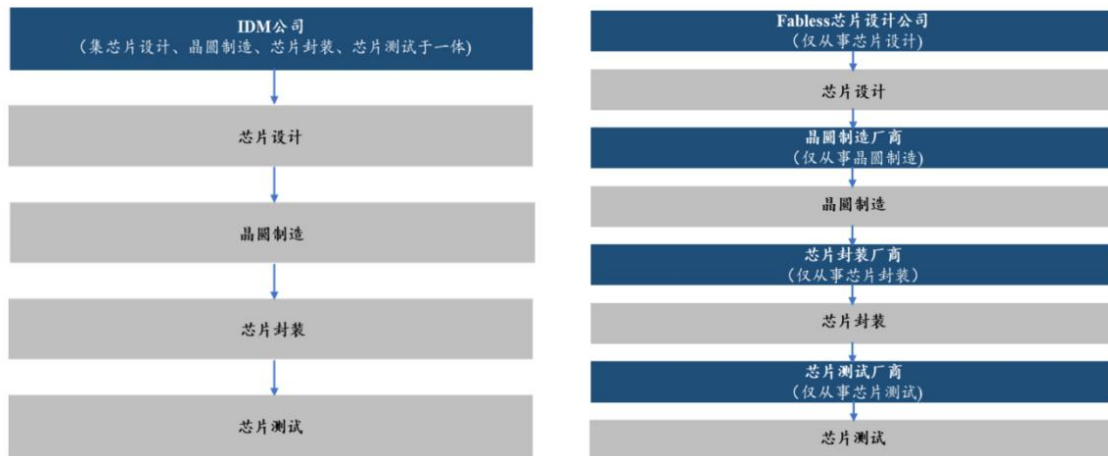 IDM公司
（集芯片设计、晶圆制造、芯片封装、芯片测试于一体)
芯片设计
晶圆制造
芯片封装
芯片测试
Fabless芯片设计公司
（仅从事芯片设计)
芯片设计
晶圆制造厂商
（仅从事晶圆制造)
晶圆制造
芯片封装厂商
（仅从事芯片封装）
芯片封装
芯片测试厂商
（仅从事芯片测试)
芯片测试